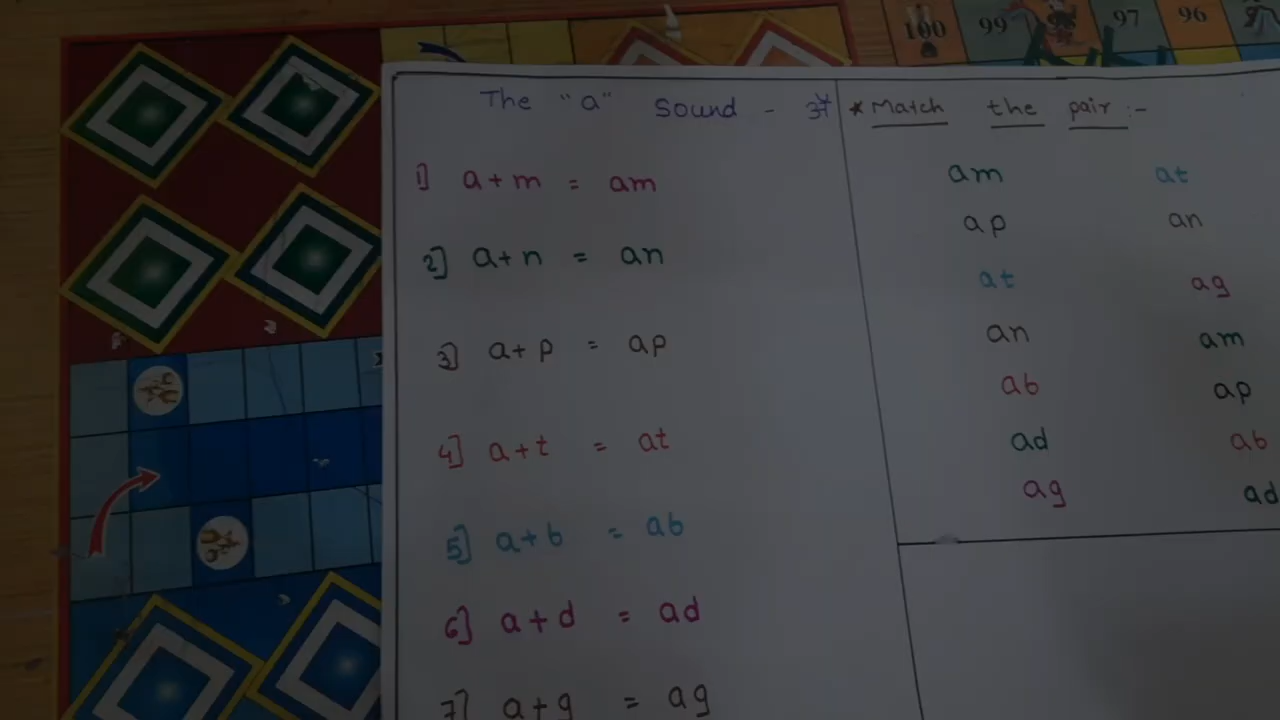 100 99 97 96
The "a" Sound - ॲ
1] a+m = am
2] a+n = an
3] a+p = ap
4] a+t = at
5] a+b = ab
6] a+d = ad
7] a+g = ag
* Match the pair :-
am at
ap an
at ag
an am
ab ap
ad ab
ag ad